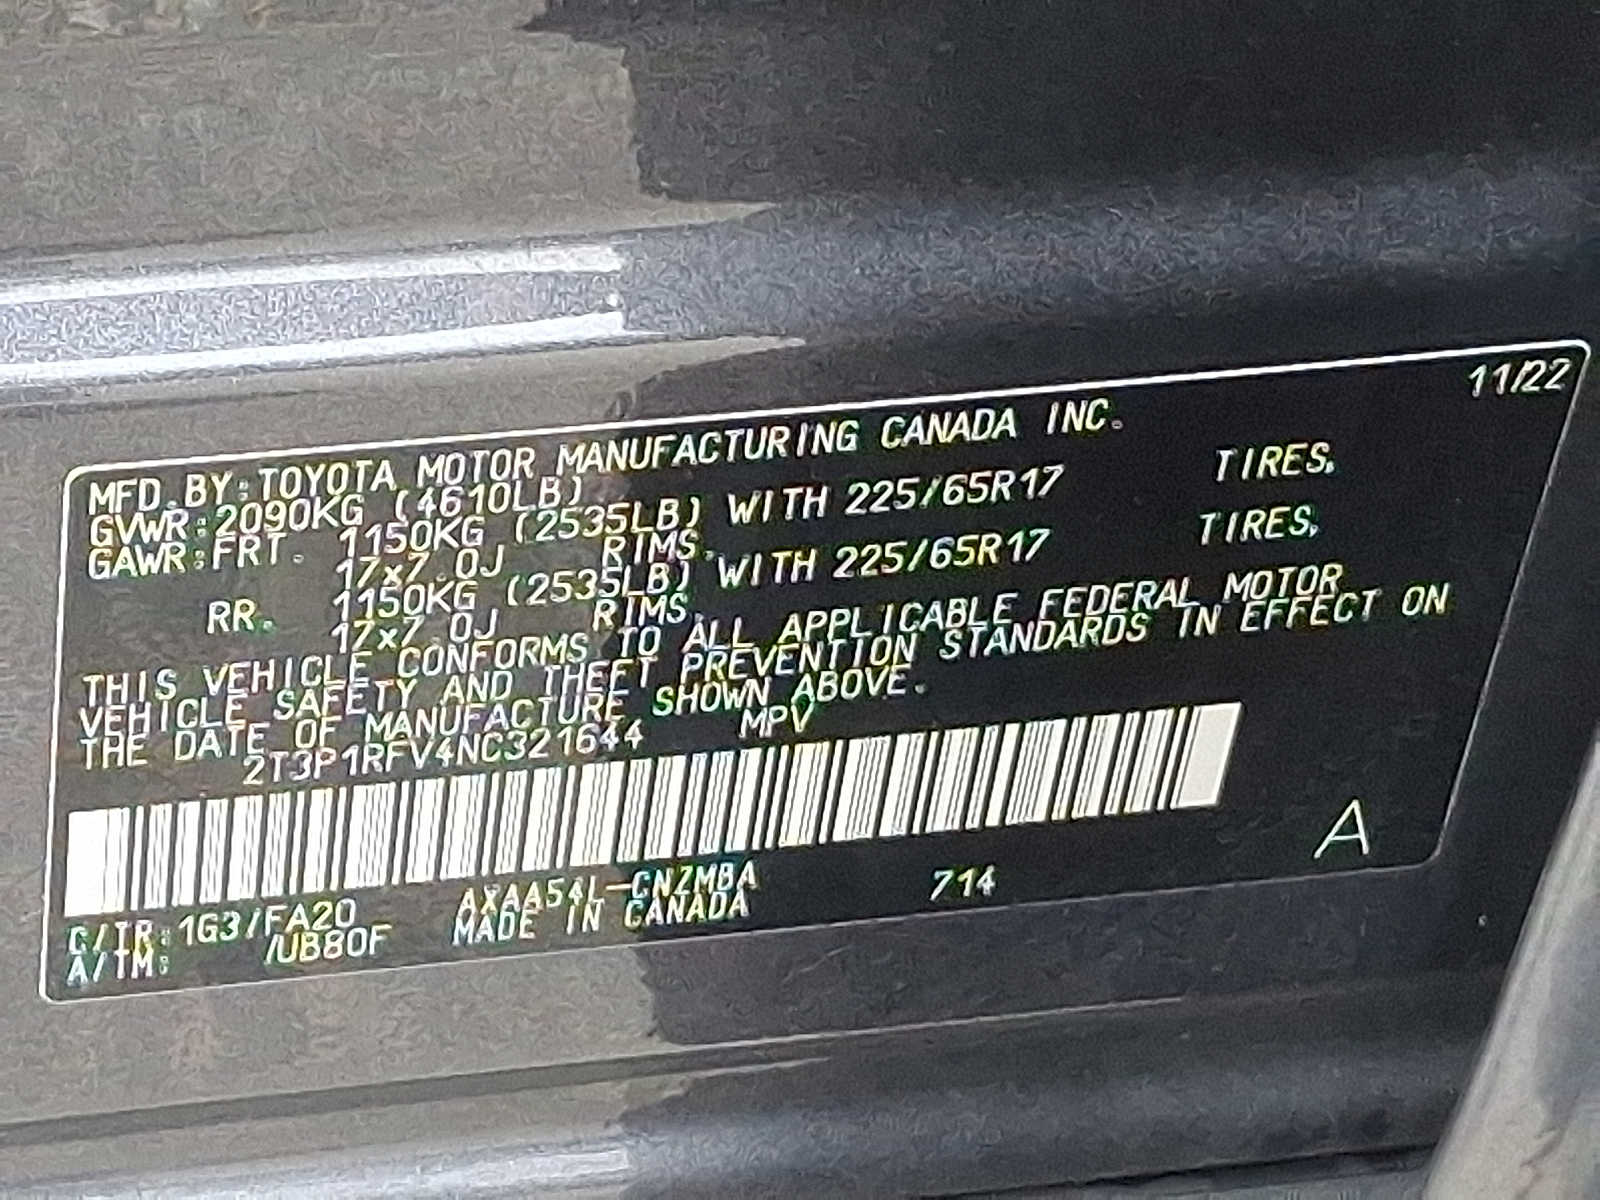 11/22
MFD.BY:TOYOTA MOTOR MANUFACTURING CANADA INC.
GVWR:2090KG (4610LB)
GAWR:FRT. 1150KG (2535LB) WITH 225/65R17 TIRES,
17x7.0J RIMS,
RR. 1150KG (2535LB) WITH 225/65R17 TIRES,
17x7.0J RIMS,
THIS VEHICLE CONFORMS TO ALL APPLICABLE FEDERAL MOTOR
VEHICLE SAFETY AND THEFT PREVENTION STANDARDS IN EFFECT ON
THE DATE OF MANUFACTURE SHOWN ABOVE.
2T3P1RFV4NC321644 MPV
A
C/TR:1G3/FA20 AXAA54L-CNZMBA 714
A/TM: /UB80F MADE IN CANADA